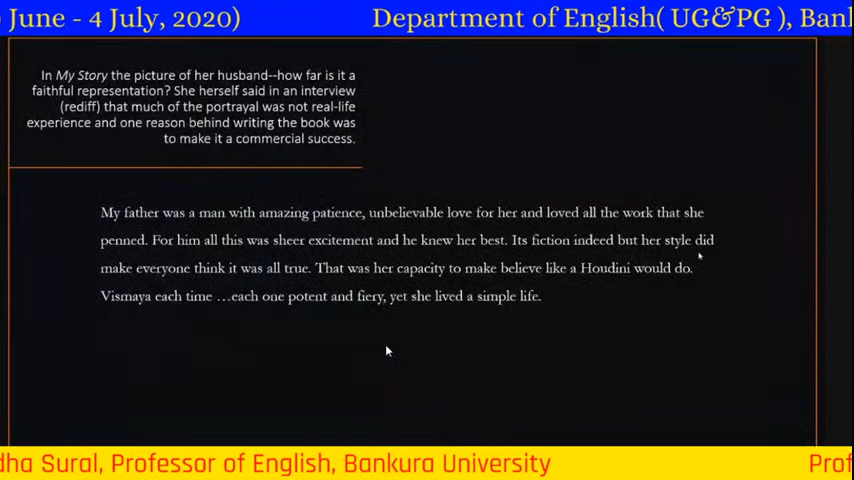 June - 4 July, 2020)
Department of English( UG&PG ),
In My Story the picture of her husband--how far is it a
faithful representation? She herself said in an interview
(rediff) that much of the portrayal was not real-life
experience and one reason behind writing the book was
to make it a commercial success.
My father was a man with amazing patience, unbelievable love for her and loved all the work that she
penned. For him all this was sheer excitement and he knew her best. Its fiction indeed but her style did
make everyone think it was all true. That was her capacity to make believe like a Houdini would do.
Vismaya each time …each one potent and fiery, yet she lived a simple life.
Sural, Professor of English, Bankura University